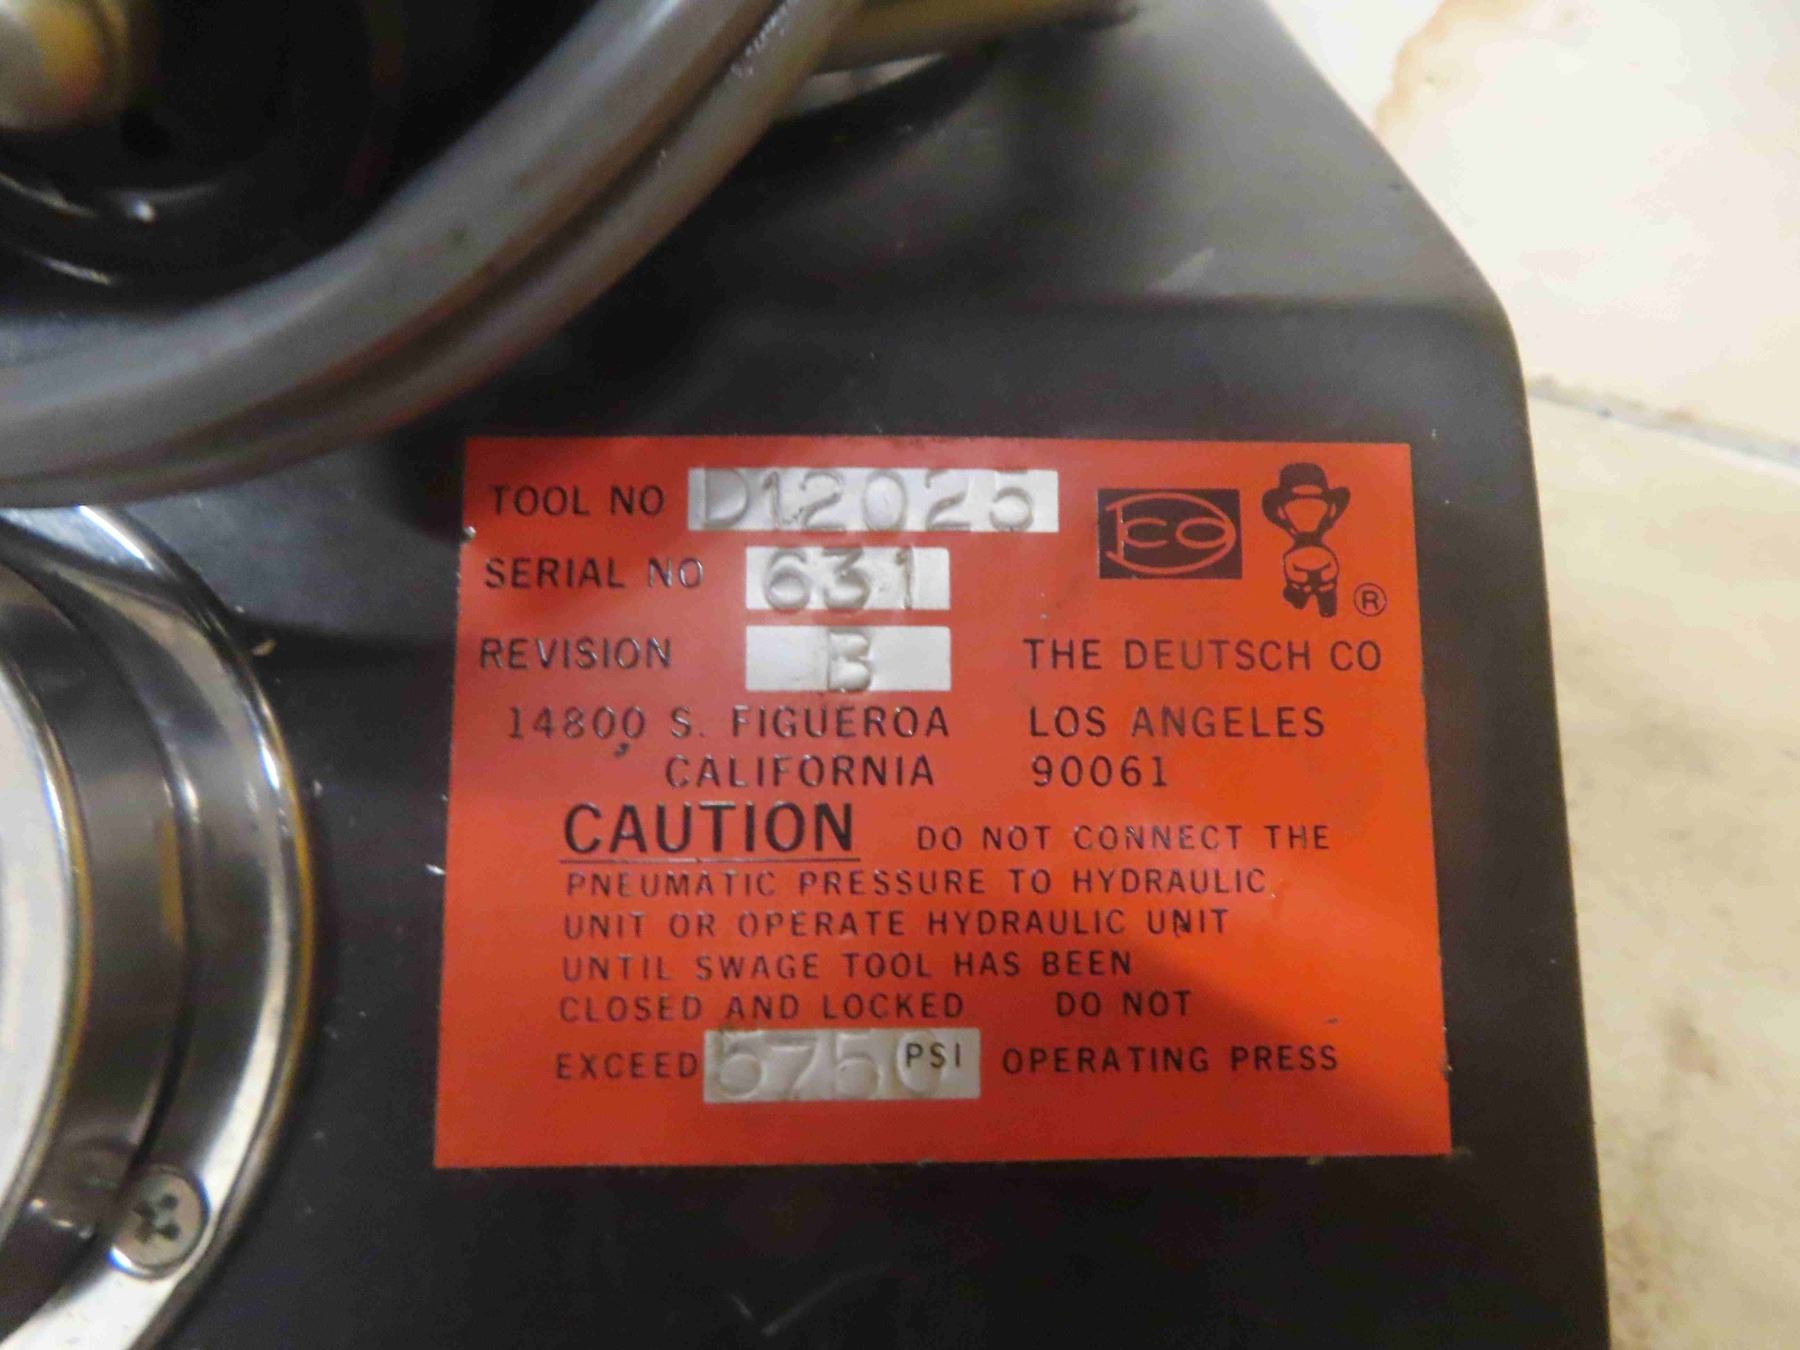 TOOL NO D12025
SERIAL NO 631
REVISION B THE DEUTSCH CO
14800 S. FIGUEROA LOS ANGELES
CALIFORNIA 90061
CAUTION DO NOT CONNECT THE
PNEUMATIC PRESSURE TO HYDRAULIC
UNIT OR OPERATE HYDRAULIC UNIT
UNTIL SWAGE TOOL HAS BEEN
CLOSED AND LOCKED DO NOT
EXCEED 5750 PSI OPERATING PRESS
DCO
®